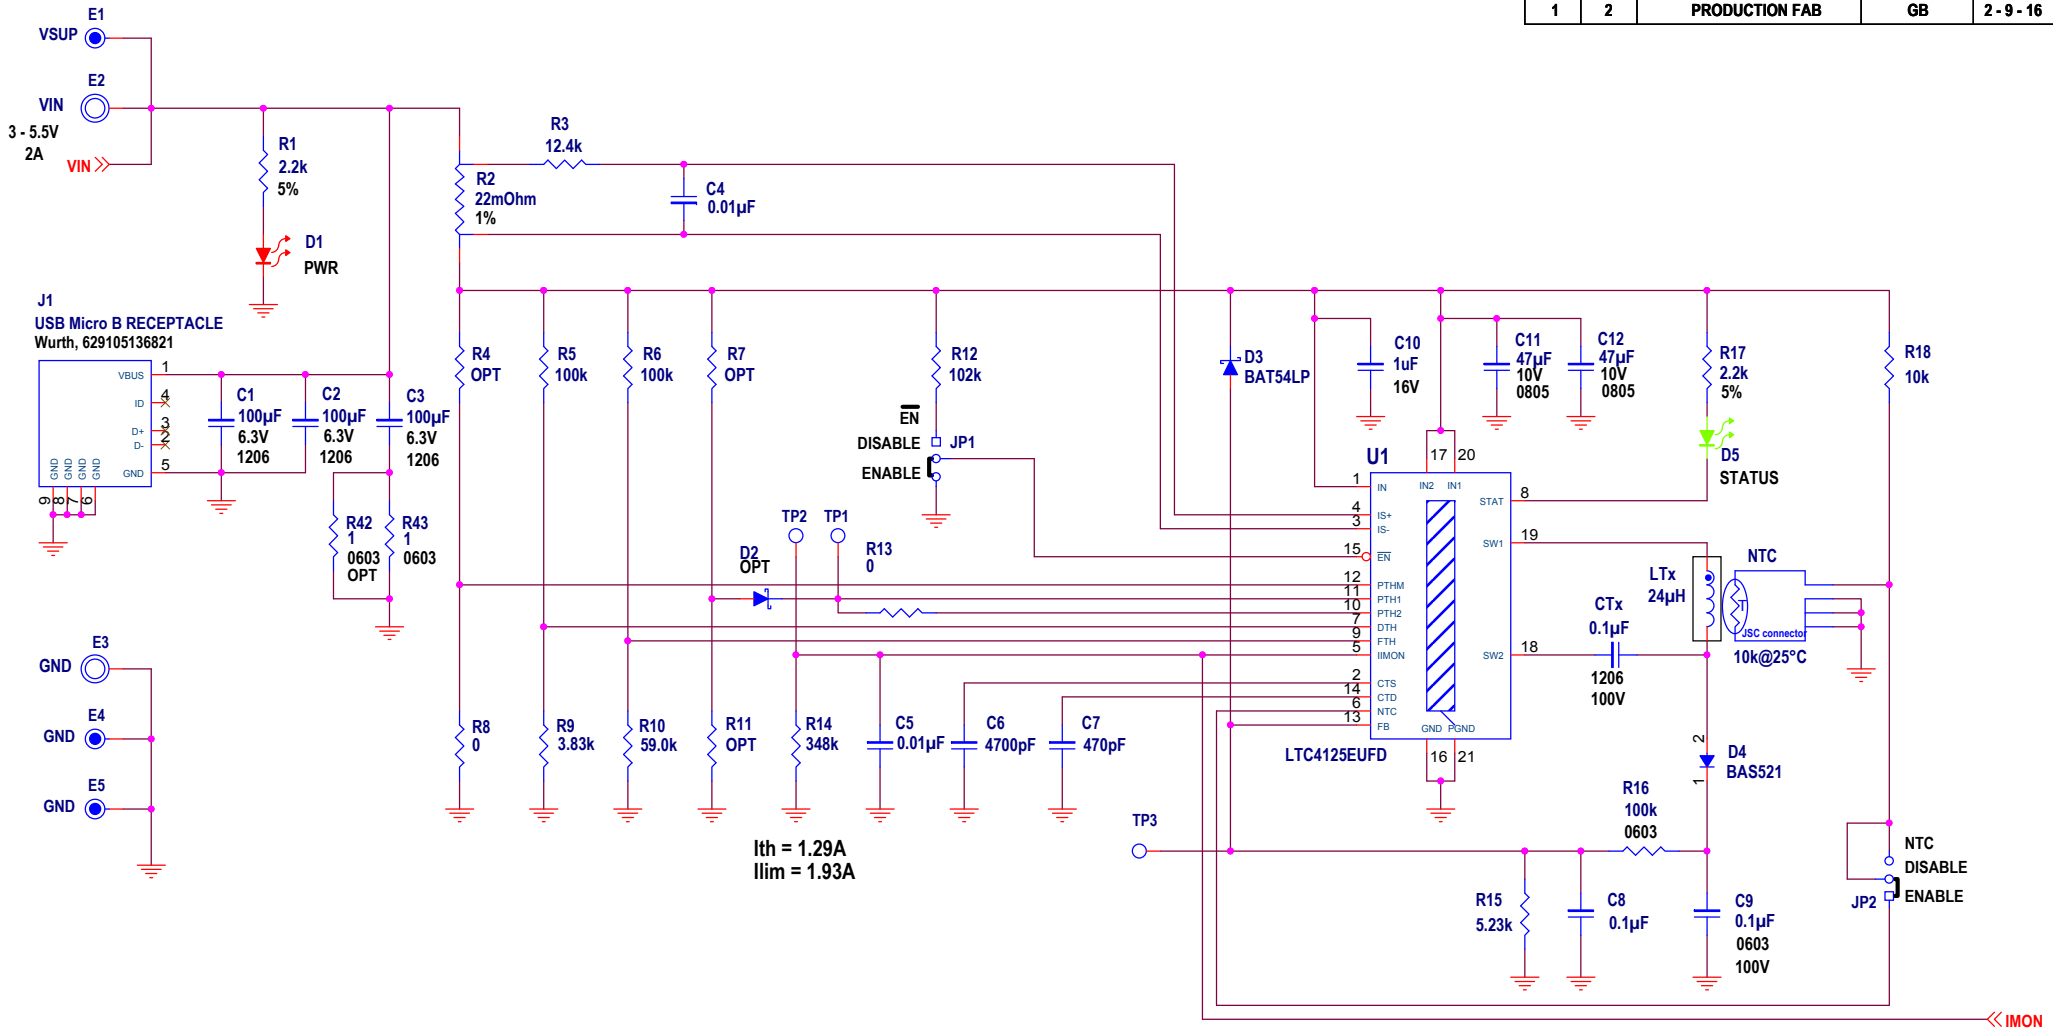 1 2 PRODUCTION FAB GB 2 - 9 - 16
E1
VSUP
E2
VIN
3 - 5.5V
2A
VIN
R1
2.2k
5%
D1
PWR
R3
12.4k
R2
22mOhm
1%
C4
0.01µF
J1
USB Micro B RECEPTACLE
Wurth, 629105136821
VBUS
1
ID
4
D+
3
D-
2
GND
5
GND
GND
GND
GND
9
8
7
6
C1
100µF
6.3V
1206
C2
100µF
6.3V
1206
C3
100µF
6.3V
1206
R42
1
0603
OPT
R43
1
0603
E3
GND
E4
GND
E5
GND
R4
OPT
R5
100k
R6
100k
R7
OPT
R12
102k
EN
DISABLE
JP1
ENABLE
D3
BAT54LP
C10
1uF
16V
C11
47µF
10V
0805
C12
47µF
10V
0805
R17
2.2k
5%
R18
10k
D5
STATUS
TP2
TP1
D2
OPT
R13
0
U1
17
20
IN2
IN1
1
IN
4
IS+
3
IS-
15
EN
12
PTHM
11
PTH1
10
PTH2
7
DTH
9
FTH
5
IIMON
2
CTS
14
CTD
6
NTC
13
FB
STAT
8
SW1
19
SW2
18
GND
PGND
16
21
LTC4125EUFD
LTx
24µH
NTC
T
JSC connector
10k@25°C
CTx
0.1µF
1206
100V
R8
0
R9
3.83k
R10
59.0k
R11
OPT
R14
348k
C5
0.01µF
C6
4700pF
C7
470pF
Ith = 1.29A
Ilim = 1.93A
2
D4
BAS521
1
R16
100k
0603
TP3
R15
5.23k
C8
0.1µF
C9
0.1µF
0603
100V
NTC
DISABLE
JP2
ENABLE
IMON